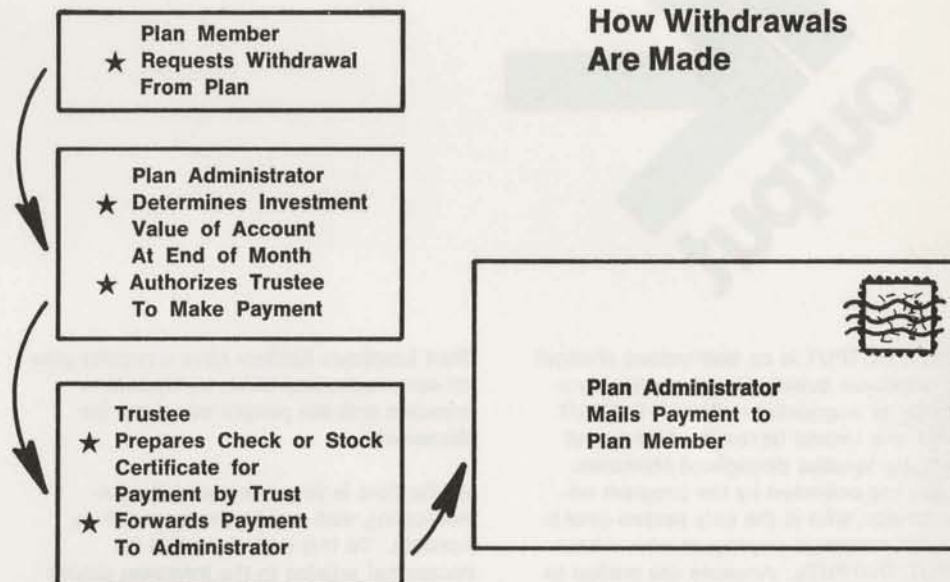 How Withdrawals
Are Made
Plan Member
★ Requests Withdrawal
From Plan
Plan Administrator
★ Determines Investment
Value of Account
At End of Month
★ Authorizes Trustee
To Make Payment
Trustee
★ Prepares Check or Stock
Certificate for
Payment by Trust
★ Forwards Payment
To Administrator
Plan Administrator
Mails Payment to
Plan Member